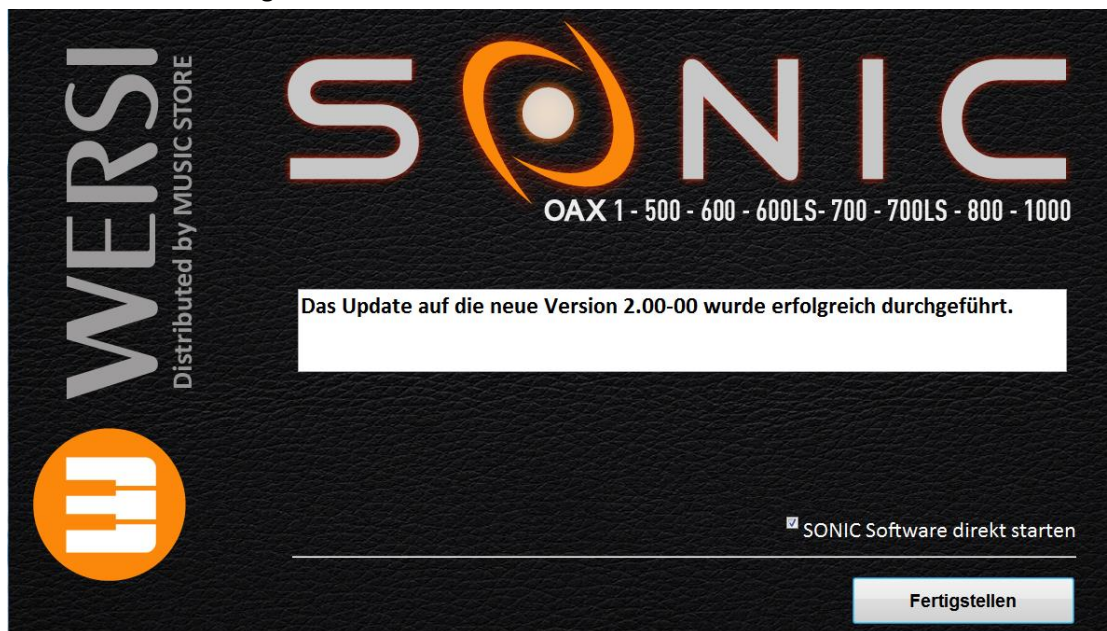 WERSI
Distributed by MUSIC STORE
SONIC
OAX 1 - 500 - 600 - 600LS- 700 - 700LS - 800 - 1000
Das Update auf die neue Version 2.00-00 wurde erfolgreich durchgeführt.
SONIC Software direkt starten
Fertigstellen